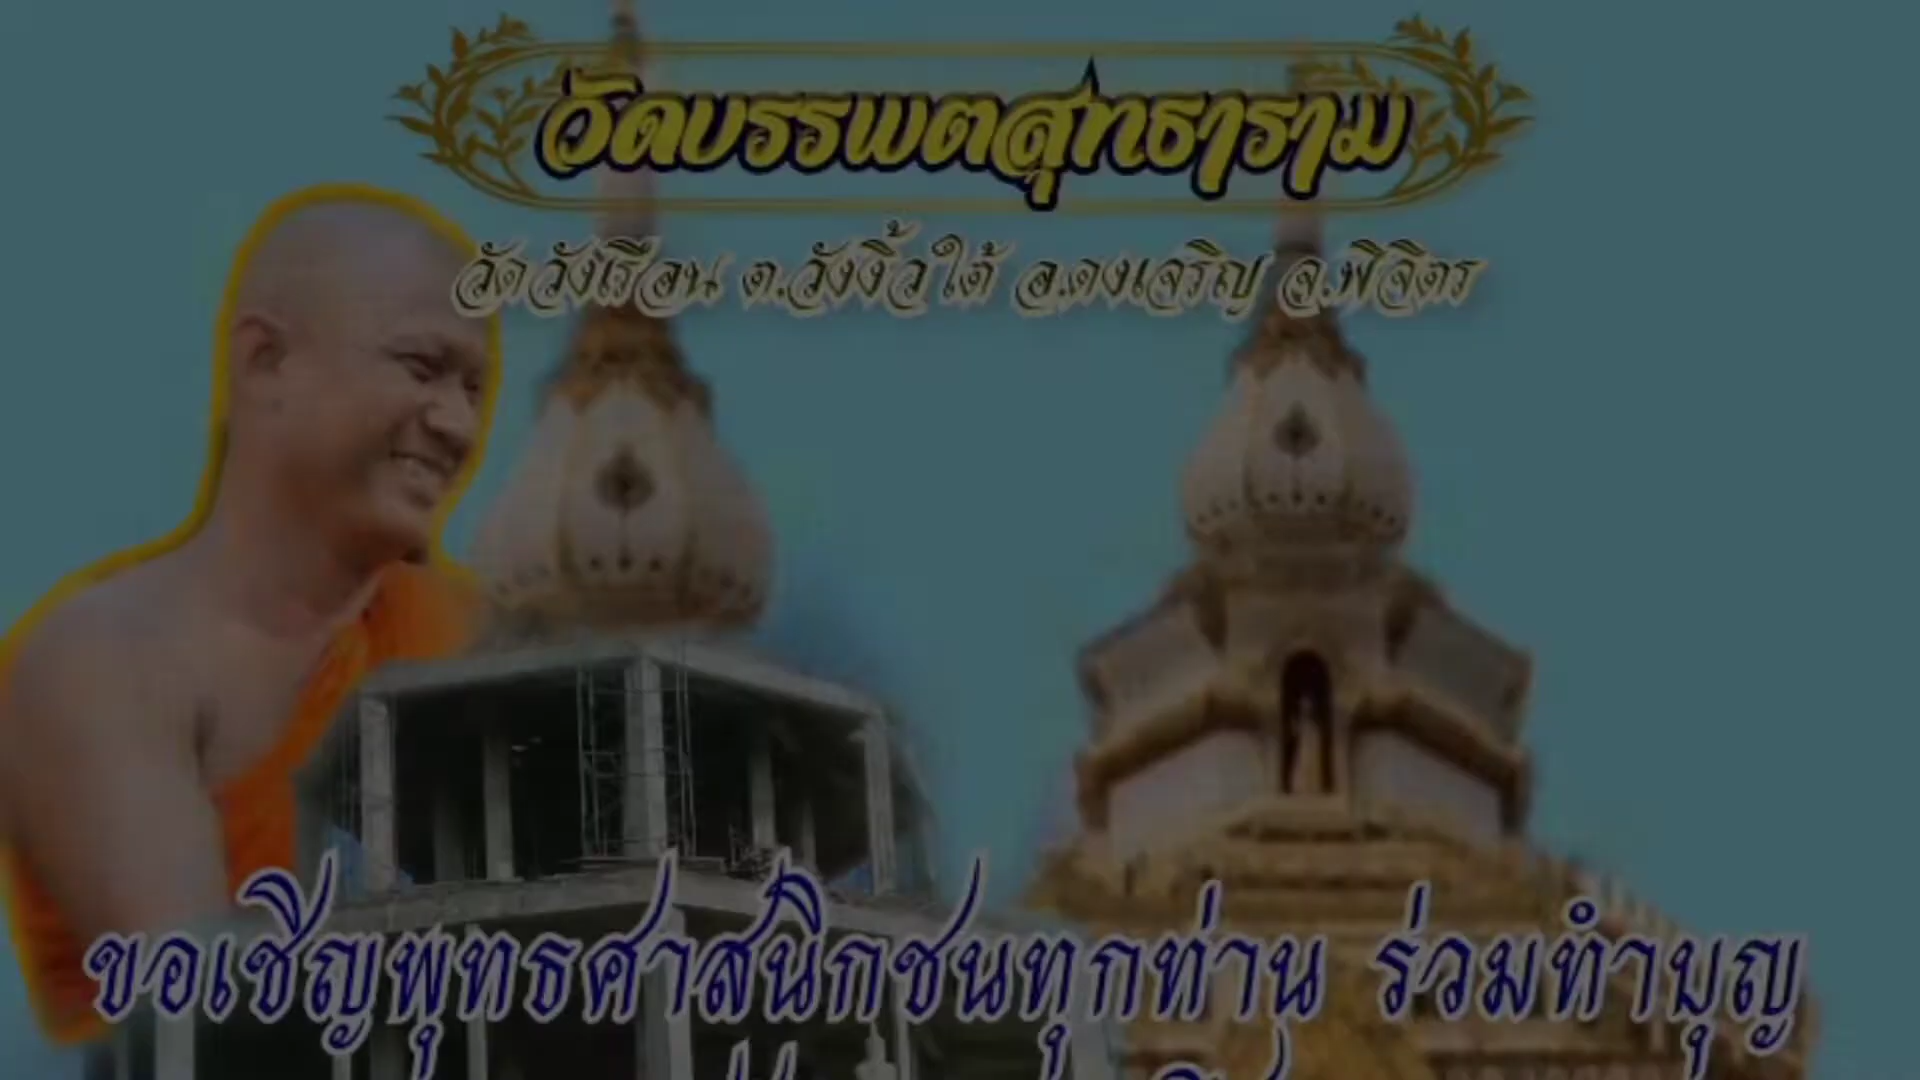 วัดบรรพตสุทธาราม
วัดวังเรือน ต.วังงิ้วใต้ อ.ดงเจริญ จ.พิจิตร
ขอเชิญพุทธศาสนิกชนทุกท่าน ร่วมทำบุญ